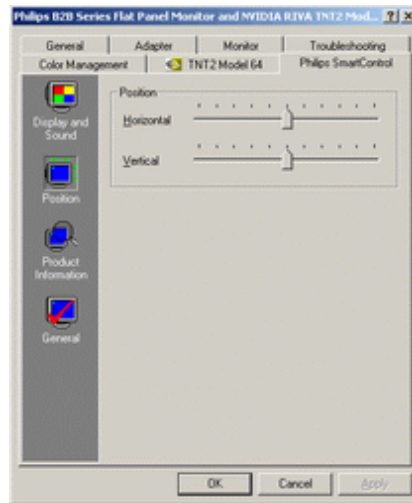 Philips B2B Series Flat Panel Monitor and NVIDIA RIVA TNT2 Mod...
General Adapter Monitor Troubleshooting
Color Management TNT2 Model 64 Philips SmartControl
Display and
Sound
Position
Product
Information
General
Position
Horizontal
Vertical
OK Cancel Apply